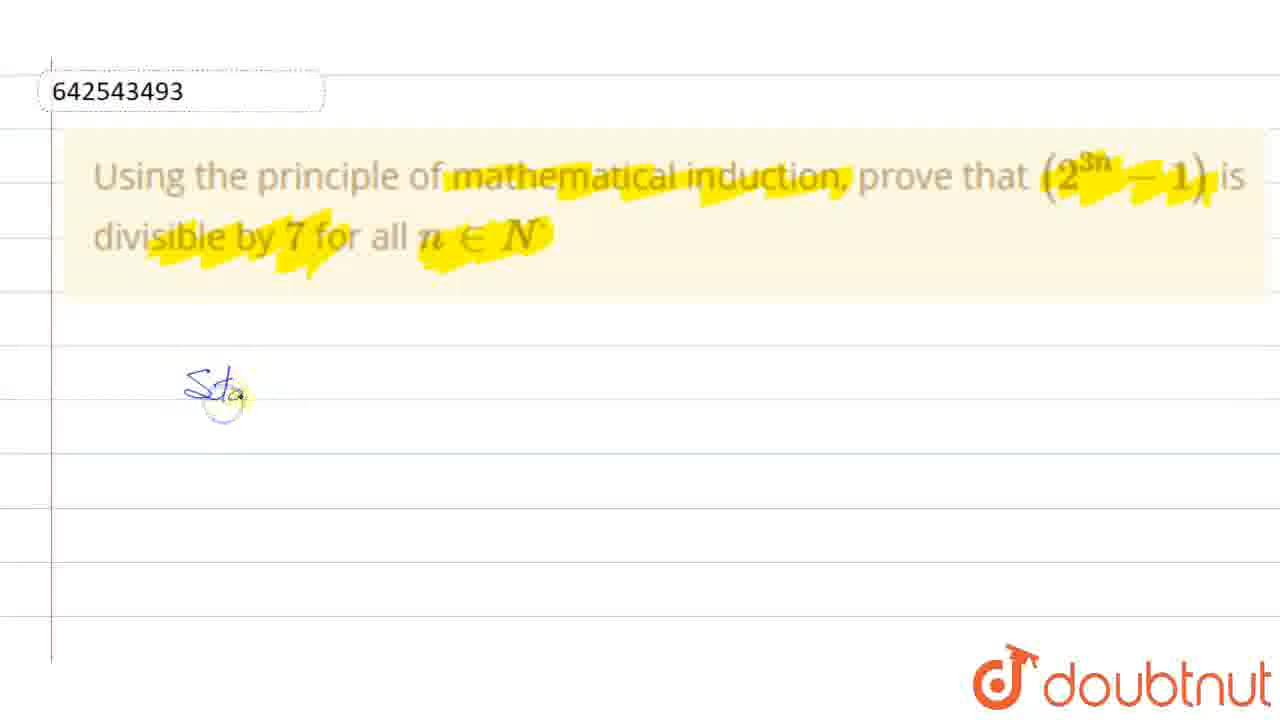 642543493
Using the principle of mathematical induction, prove that (2^{3n} − 1) is
divisible by 7 for all n ∈ N
Sta
doubtnut